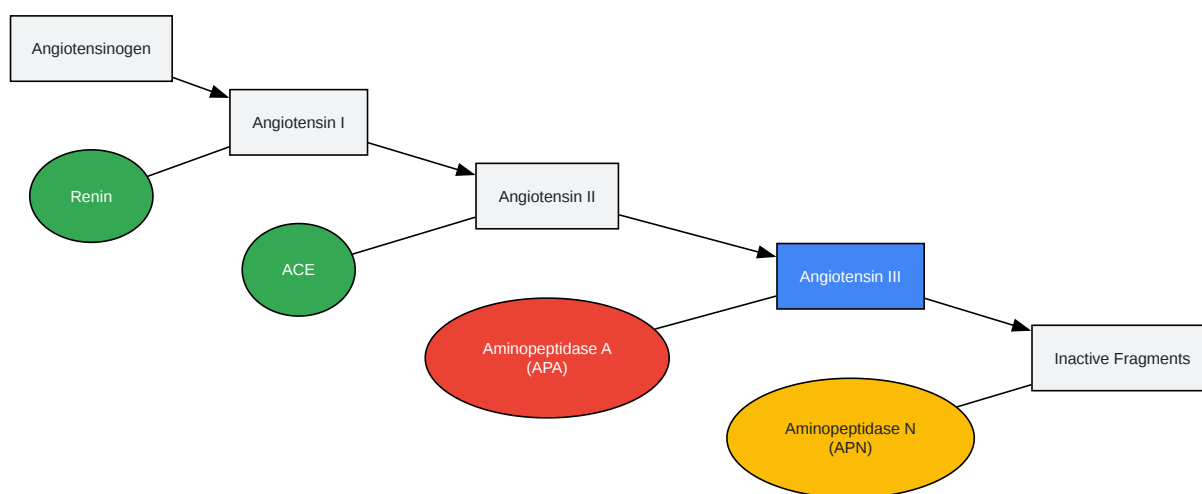 Angiotensinogen
Angiotensin I
Renin
Angiotensin II
ACE
Angiotensin III
Aminopeptidase A
(APA)
Inactive Fragments
Aminopeptidase N
(APN)